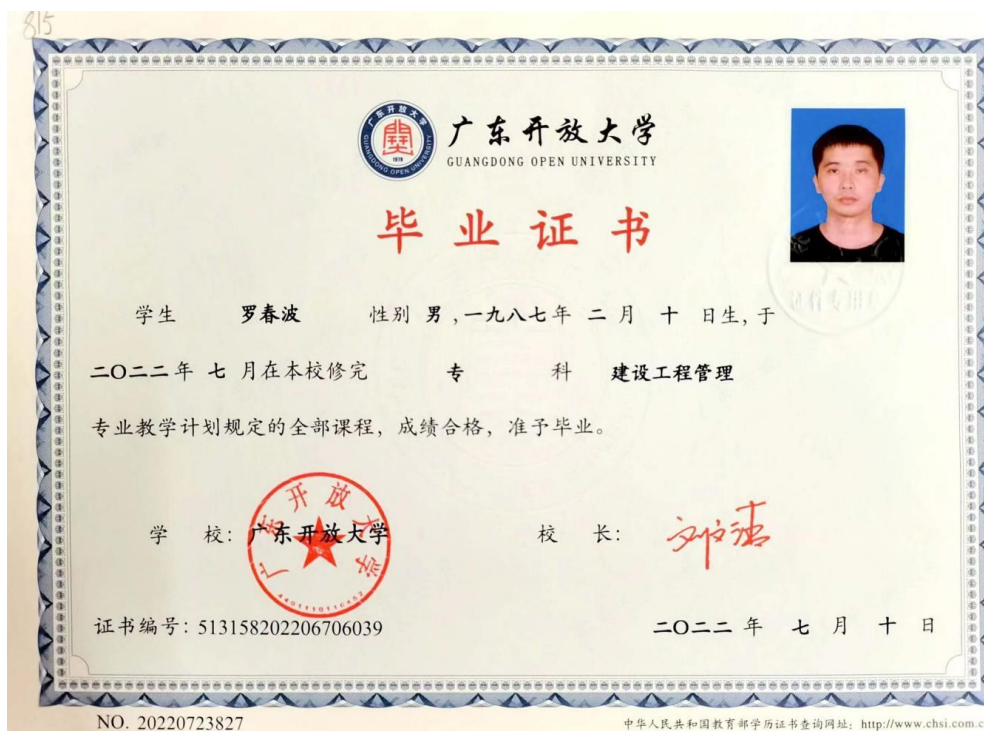 815
广东开放大学
GUANGDONG OPEN UNIVERSITY
毕业证书
学生 罗春波 性别 男,一九八七年 二 月 十 日生,于
二〇二二年 七 月在本校修完 专 科 建设工程管理
专业教学计划规定的全部课程,成绩合格,准予毕业。
学 校:广东开放大学 校 长:
广东开放大学
证书编号:513158202206706039 二〇二二 年 七 月 十 日
NO. 20220723827 中华人民共和国教育部学历证书查询网址:http://www.chsi.com.c